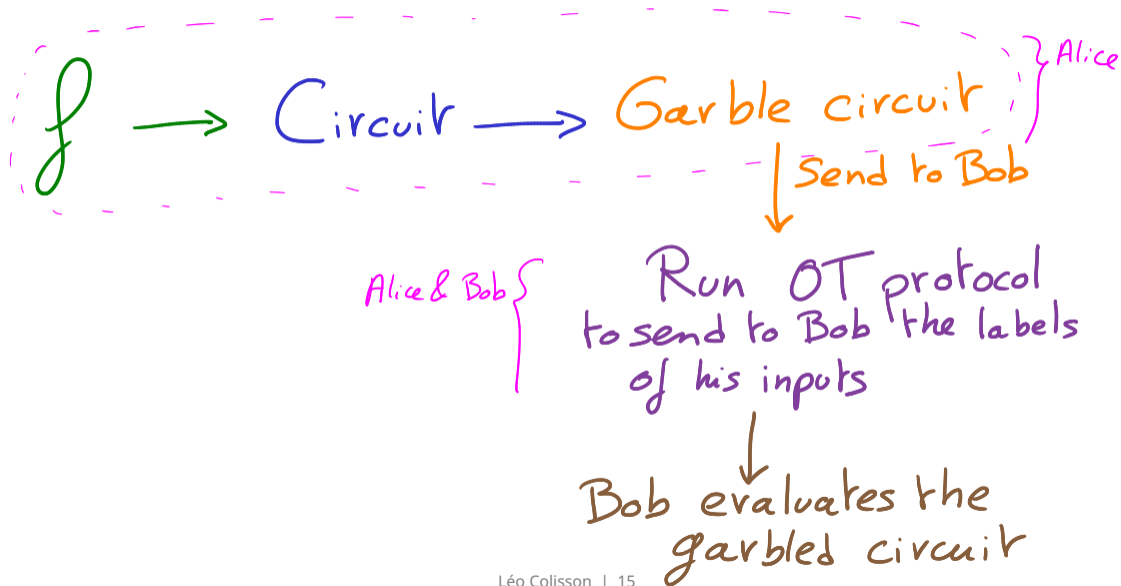 Alice
f → Circuit → Garble circuit
Send to Bob
Alice & Bob
Run OT protocol
to send to Bob the labels
of his inputs
Bob evaluates the
garbled circuit
Léo Colisson | 15